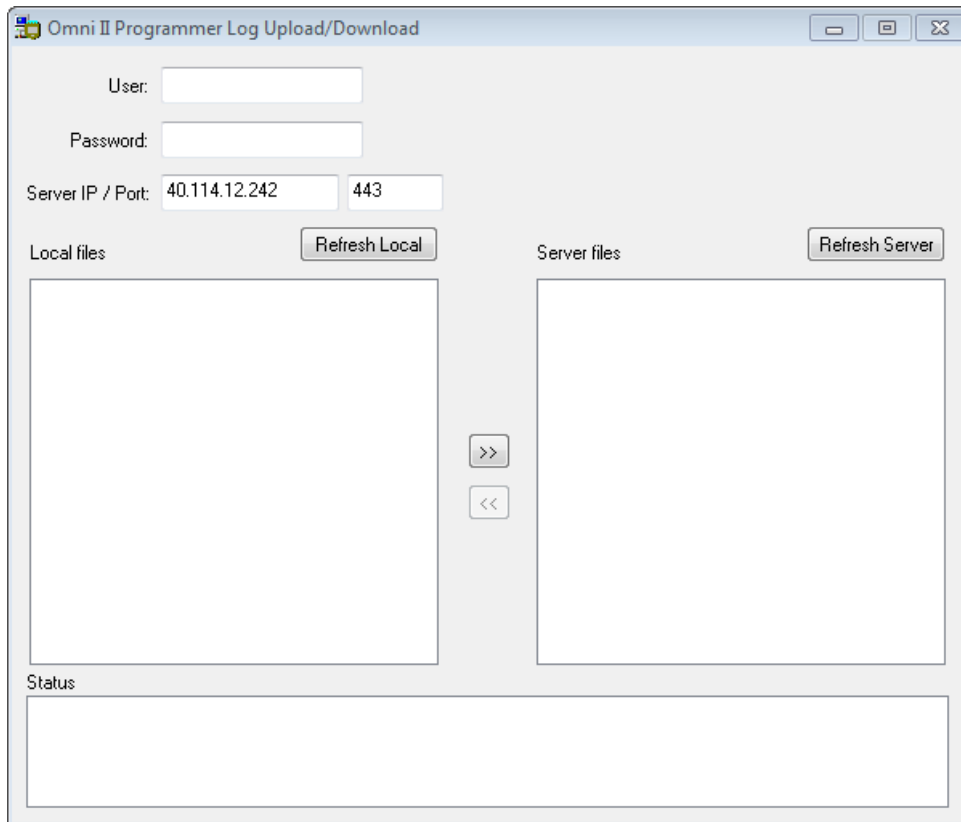 Omni II Programmer Log Upload/Download
User:
Password:
Server IP / Port: 40.114.12.242 443
Local files Refresh Local Server files Refresh Server
>>
<<
Status